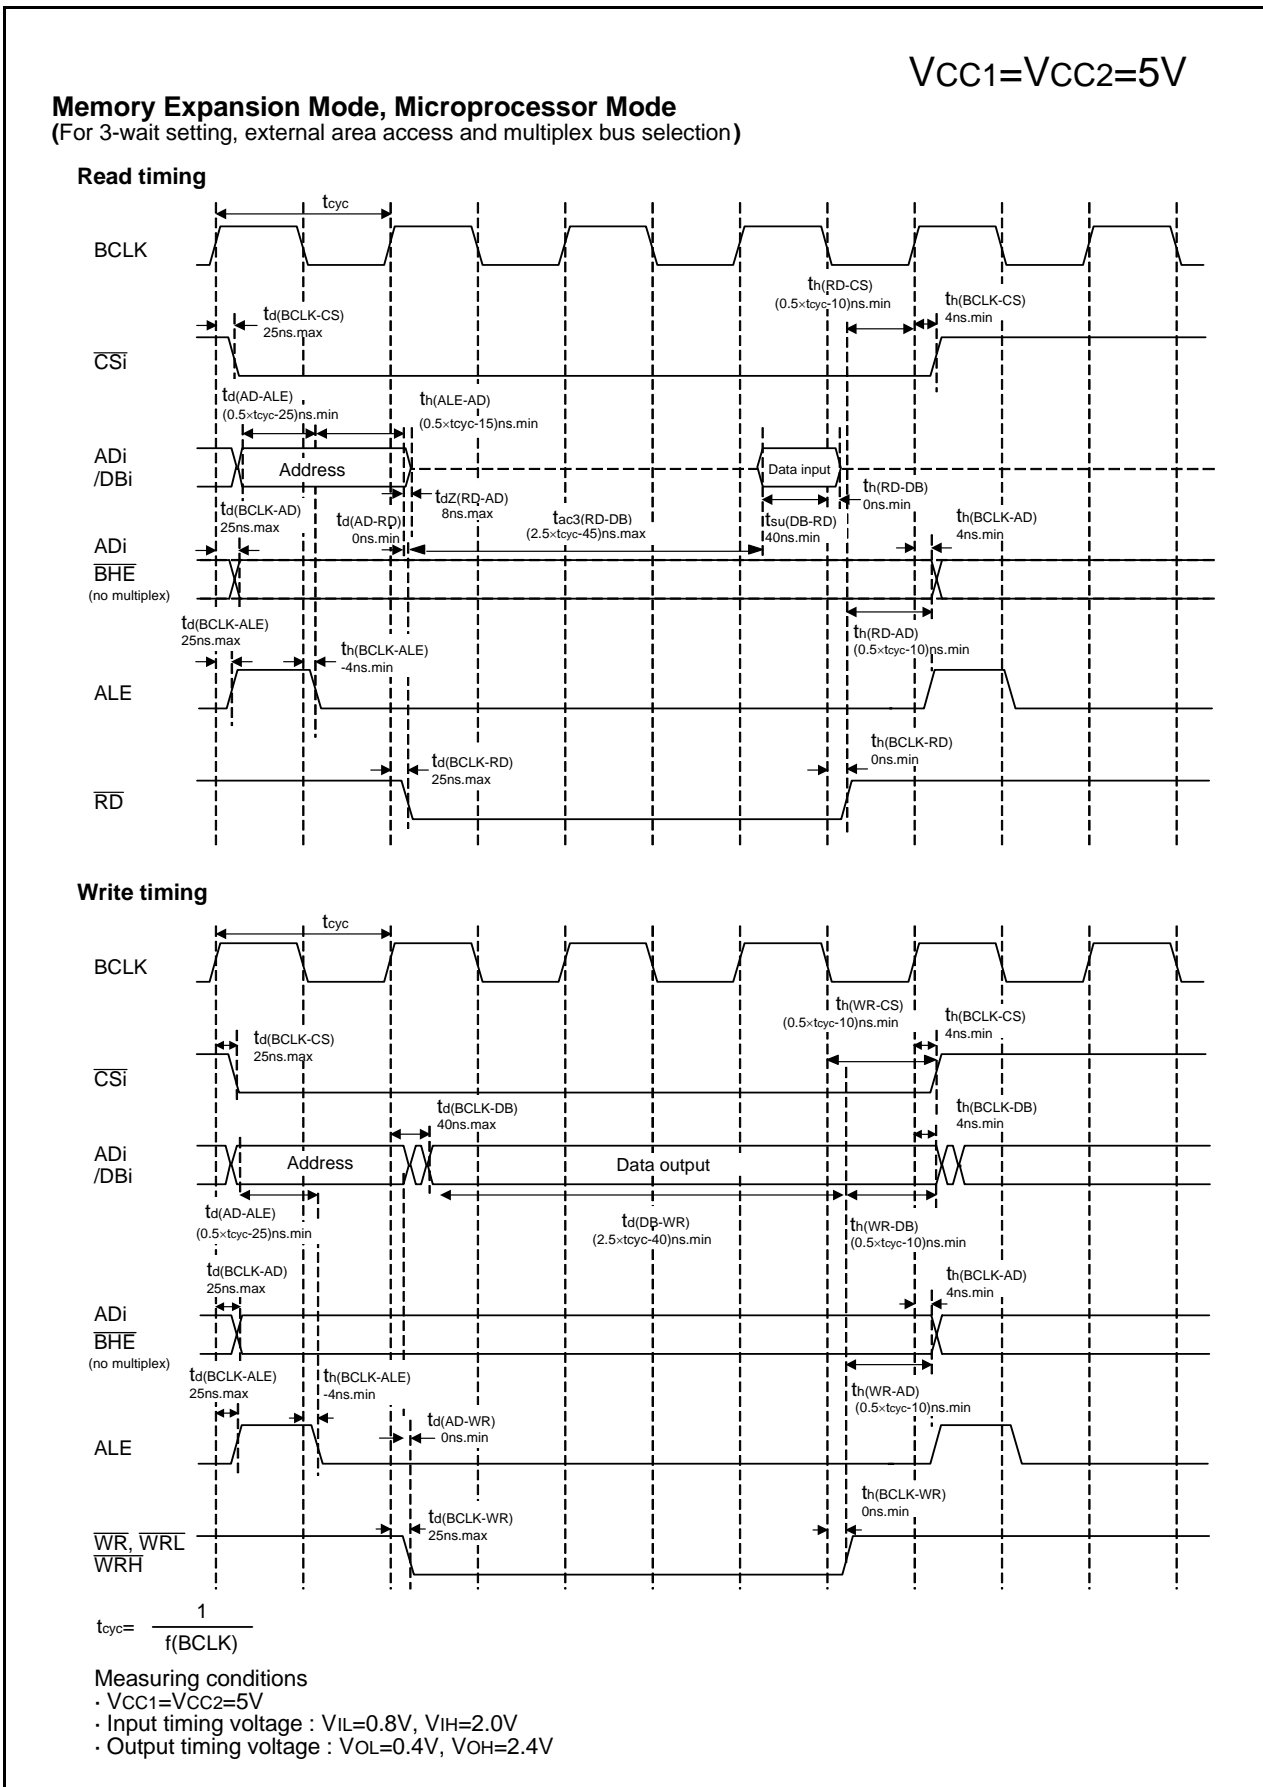 VCC1=VCC2=5V
Memory Expansion Mode, Microprocessor Mode
(For 3-wait setting, external area access and multiplex bus selection)
Read timing
tcyc
BCLK
th(RD-CS)
(0.5×tcyc-10)ns.min
th(BCLK-CS)
4ns.min
td(BCLK-CS)
25ns.max
CSi
td(AD-ALE)
(0.5×tcyc-25)ns.min
th(ALE-AD)
(0.5×tcyc-15)ns.min
ADi
/DBi
Address
Data input
tdZ(RD-AD)
8ns.max
th(RD-DB)
0ns.min
td(BCLK-AD)
25ns.max
td(AD-RD)
0ns.min
tac3(RD-DB)
(2.5×tcyc-45)ns.max
tsu(DB-RD)
40ns.min
th(BCLK-AD)
4ns.min
ADi
BHE
(no multiplex)
td(BCLK-ALE)
25ns.max
th(BCLK-ALE)
-4ns.min
th(RD-AD)
(0.5×tcyc-10)ns.min
ALE
td(BCLK-RD)
25ns.max
th(BCLK-RD)
0ns.min
RD
Write timing
tcyc
BCLK
th(WR-CS)
(0.5×tcyc-10)ns.min
th(BCLK-CS)
4ns.min
td(BCLK-CS)
25ns.max
CSi
td(BCLK-DB)
40ns.max
th(BCLK-DB)
4ns.min
ADi
/DBi
Address
Data output
td(AD-ALE)
(0.5×tcyc-25)ns.min
td(DB-WR)
(2.5×tcyc-40)ns.min
th(WR-DB)
(0.5×tcyc-10)ns.min
td(BCLK-AD)
25ns.max
th(BCLK-AD)
4ns.min
ADi
BHE
(no multiplex)
td(BCLK-ALE)
25ns.max
th(BCLK-ALE)
-4ns.min
th(WR-AD)
(0.5×tcyc-10)ns.min
td(AD-WR)
0ns.min
ALE
td(BCLK-WR)
25ns.max
th(BCLK-WR)
0ns.min
WR, WRL
WRH
tcyc= 1
f(BCLK)
Measuring conditions
· VCC1=VCC2=5V
· Input timing voltage : VIL=0.8V, VIH=2.0V
· Output timing voltage : VOL=0.4V, VOH=2.4V